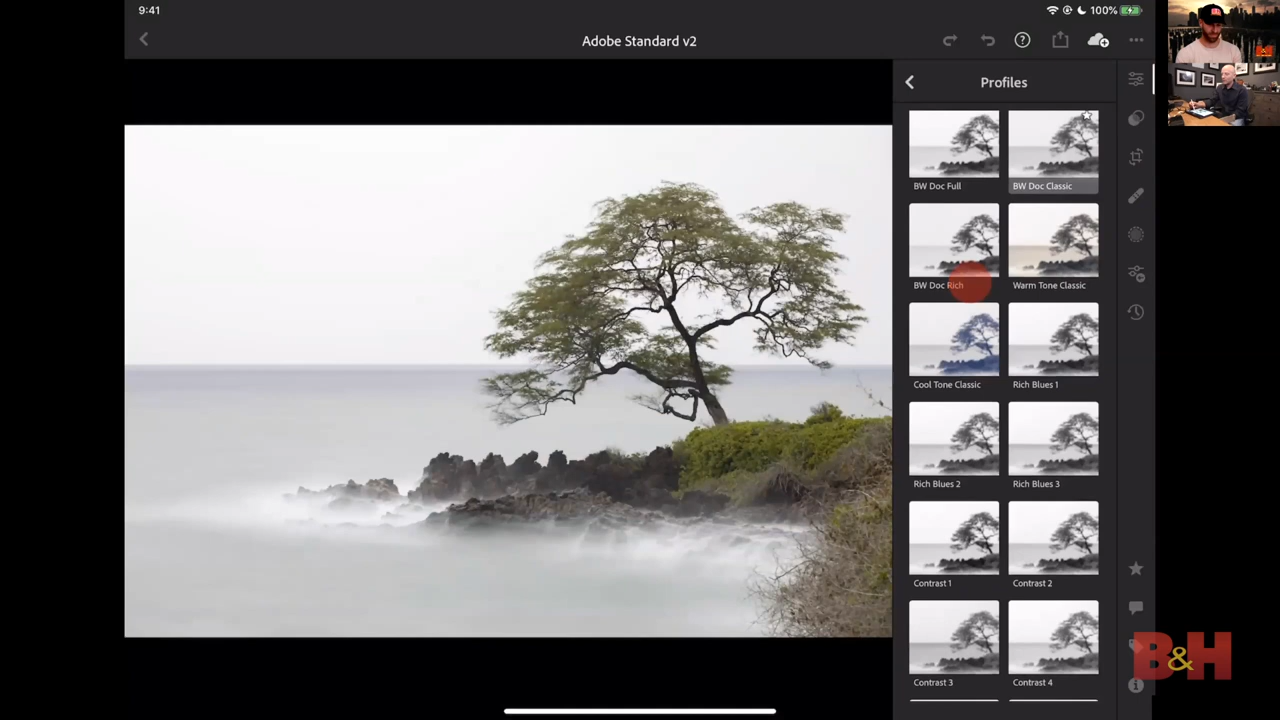 9:41
100%
Adobe Standard v2
Profiles
BW Doc Full
BW Doc Classic
BW Doc Rich
Warm Tone Classic
Cool Tone Classic
Rich Blues 1
Rich Blues 2
Rich Blues 3
Contrast 1
Contrast 2
Contrast 3
Contrast 4
B&H